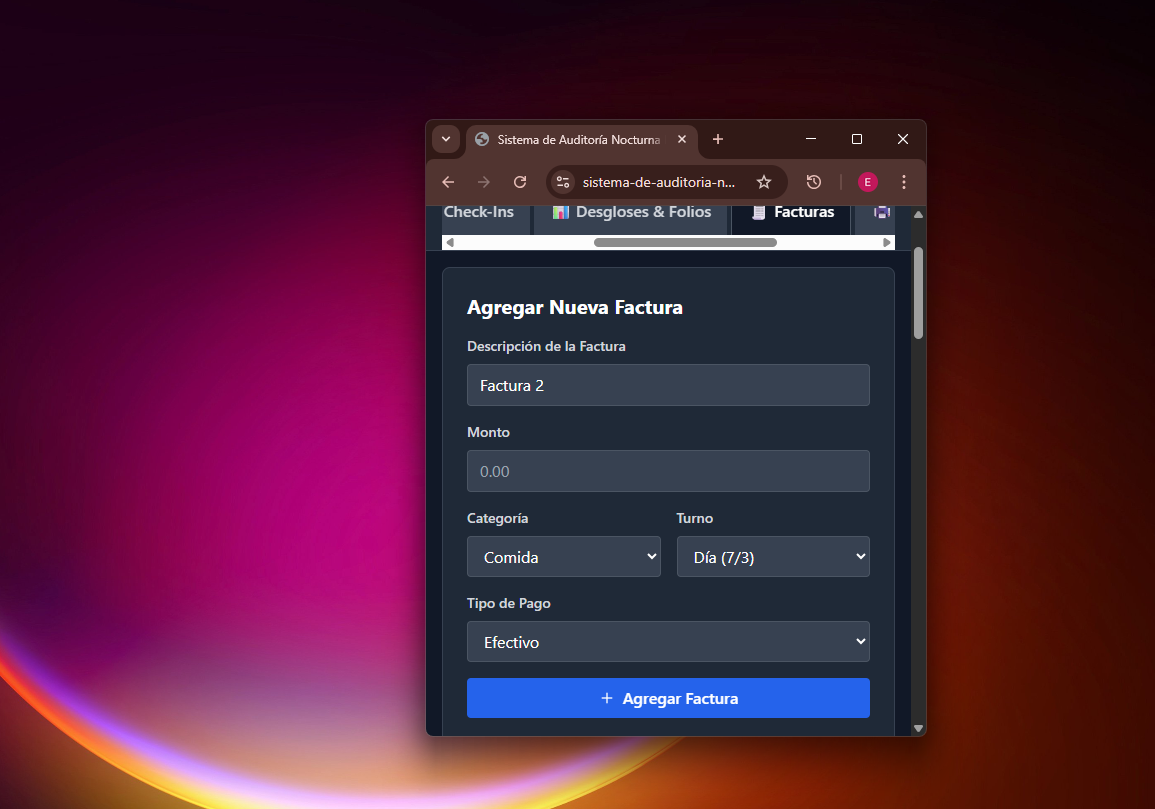 Sistema de Auditoría Nocturna
E
sistema-de-auditoria-n...
Check-Ins
Desgloses & Folios
Facturas
Agregar Nueva Factura
Descripción de la Factura
Factura 2
Monto
0.00
Categoría
Turno
Comida
Día (7/3)
Tipo de Pago
Efectivo
+ Agregar Factura